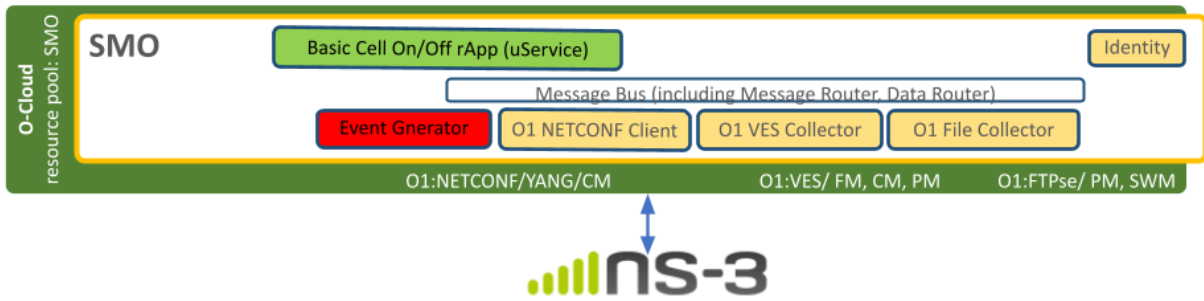 O-Cloud
resource pool: SMO
SMO
Basic Cell On/Off rApp (uService)
Identity
Message Bus (including Message Router, Data Router)
Event Gnerator
O1 NETCONF Client
O1 VES Collector
O1 File Collector
O1:NETCONF/YANG/CM
O1:VES/ FM, CM, PM
O1:FTPse/ PM, SWM
ns-3